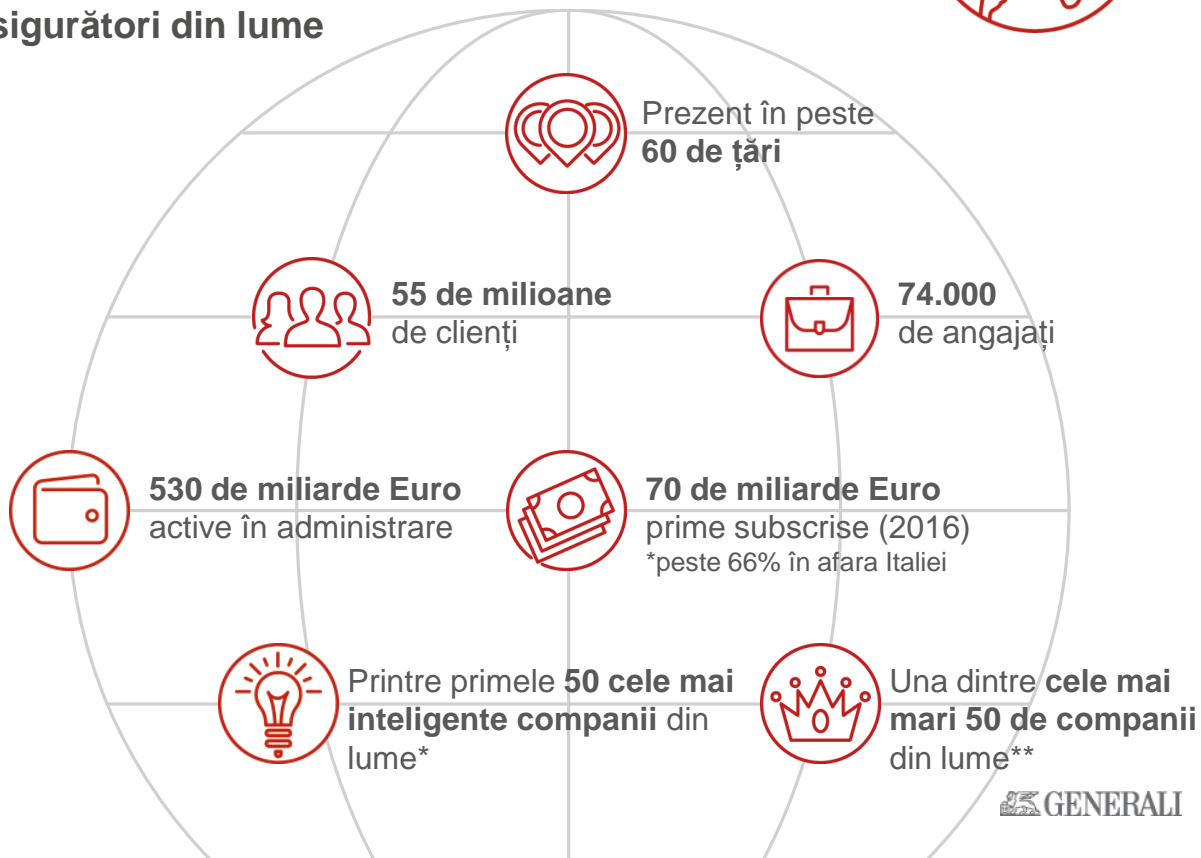 sigurători din lume
Prezent în peste
60 de țări
55 de milioane
de clienți
74.000
de angajați
530 de miliarde Euro
active în administrare
70 de miliarde Euro
prime subscrise (2016)
*peste 66% în afara Italiei
Printre primele 50 cele mai
inteligente companii din
lume*
Una dintre cele mai
mari 50 de companii
din lume**
GENERALI